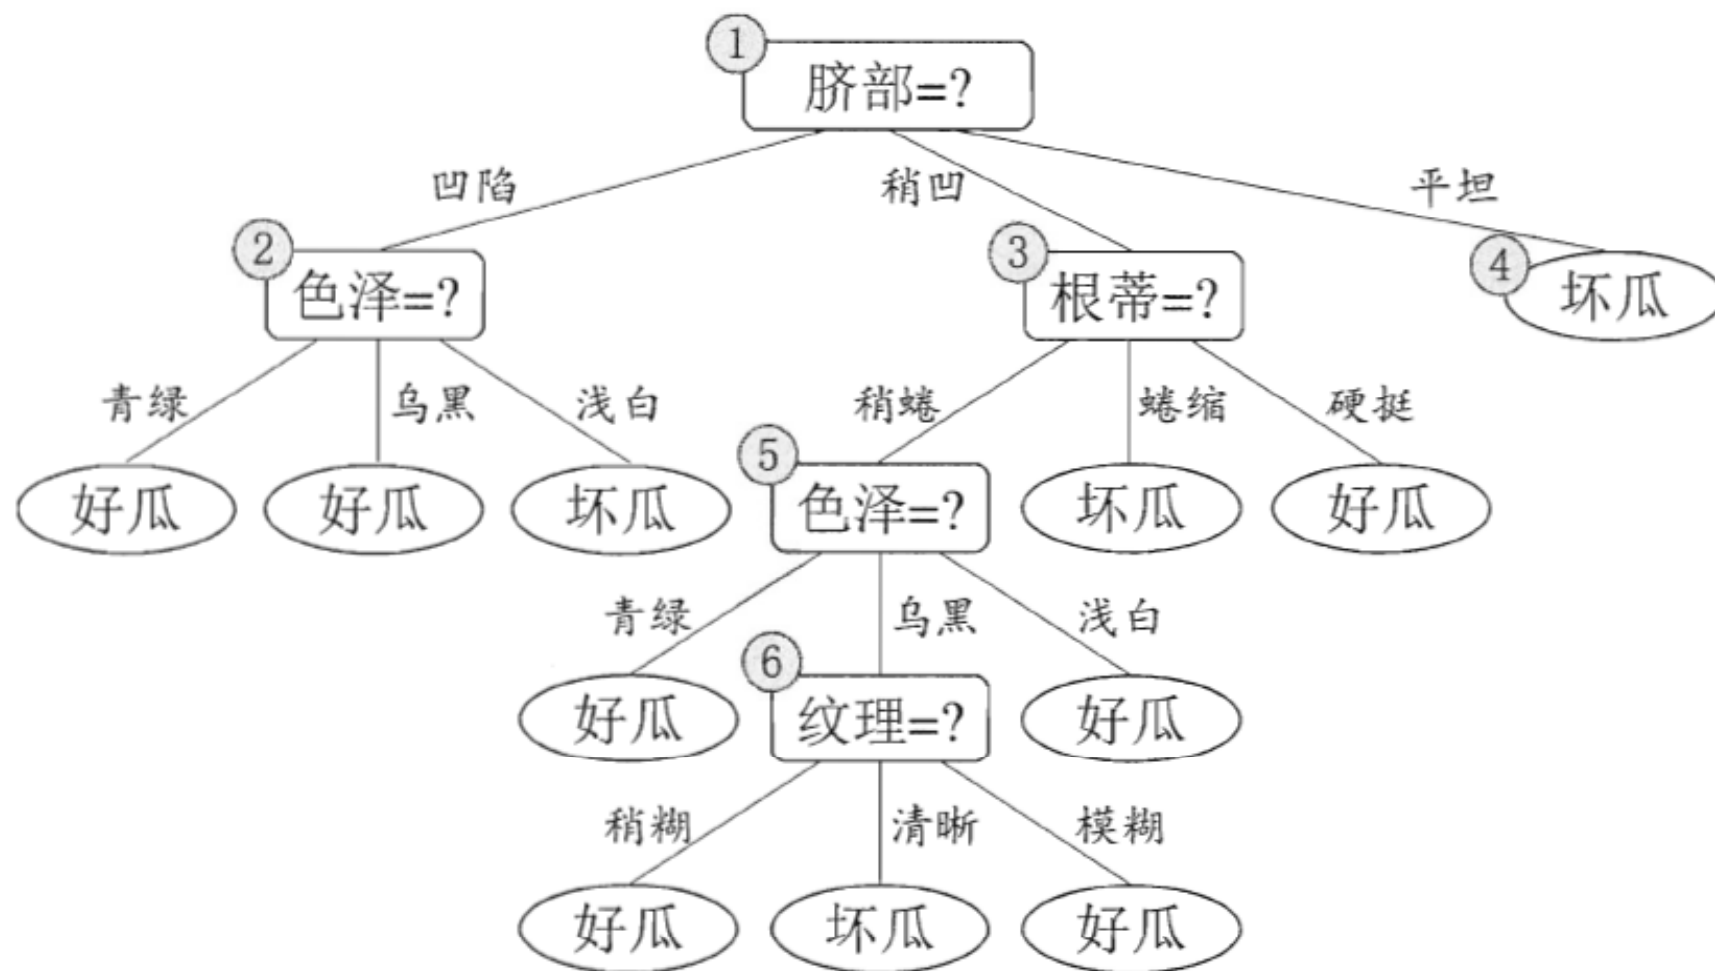 ① 脐部=?
凹陷 稍凹 平坦
② 色泽=? ③ 根蒂=? ④ 坏瓜
青绿 乌黑 浅白 稍蜷 蜷缩 硬挺
好瓜 好瓜 坏瓜 ⑤ 色泽=? 坏瓜 好瓜
青绿 乌黑 浅白
好瓜 ⑥ 纹理=? 好瓜
稍糊 清晰 模糊
好瓜 坏瓜 好瓜